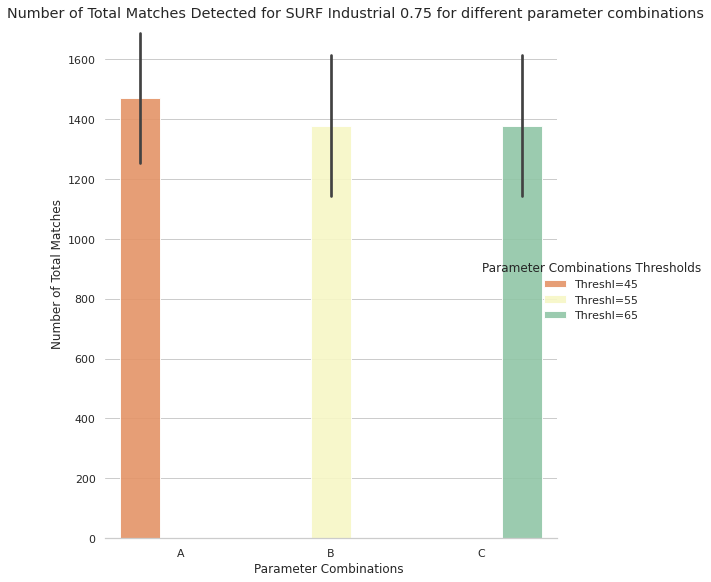 Number of Total Matches Detected for SURF Industrial 0.75 for different parameter combinations
1600
1400
1200
1000
800
600
400
200
0
Number of Total Matches
A
B
C
Parameter Combinations
Parameter Combinations Thresholds
Threshl=45
Threshl=55
Threshl=65